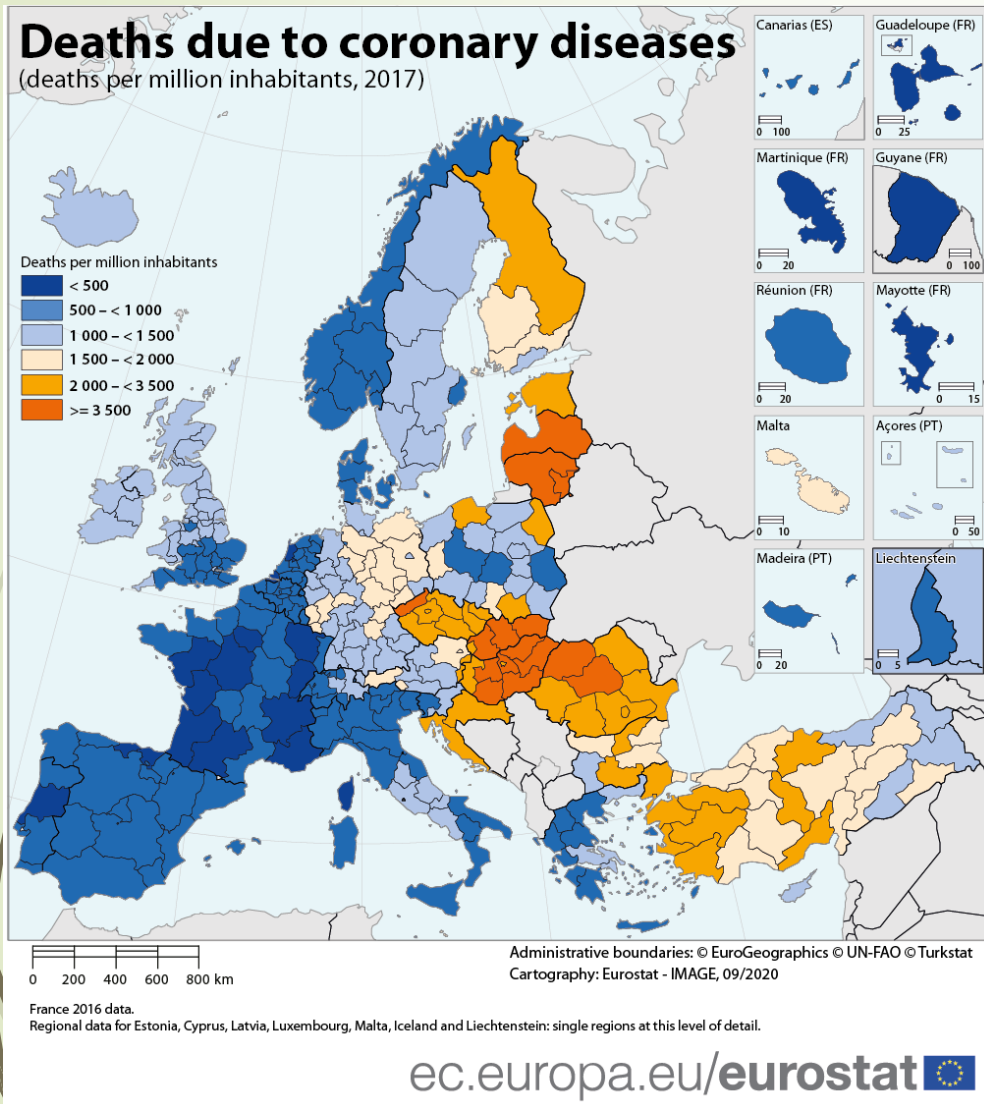 Deaths due to coronary diseases
(deaths per million inhabitants, 2017)
Canarias (ES)
0 100
Guadeloupe (FR)
0 25
Martinique (FR)
0 20
Guyane (FR)
0 100
Réunion (FR)
0 20
Mayotte (FR)
0 15
Malta
0 10
Açores (PT)
0 50
Madeira (PT)
0 20
Liechtenstein
0 5
Deaths per million inhabitants
< 500
500 – < 1 000
1 000 – < 1 500
1 500 – < 2 000
2 000 – < 3 500
>= 3 500
0 200 400 600 800 km
Administrative boundaries: © EuroGeographics © UN-FAO © Turkstat
Cartography: Eurostat - IMAGE, 09/2020
France 2016 data.
Regional data for Estonia, Cyprus, Latvia, Luxembourg, Malta, Iceland and Liechtenstein: single regions at this level of detail.
ec.europa.eu/eurostat